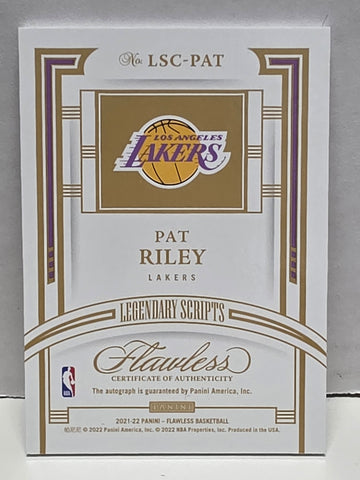 No: LSC-PAT
LOS ANGELES
LAKERS
PAT
RILEY
LAKERS
LEGENDARY SCRIPTS
Flawless
CERTIFICATE OF AUTHENTICITY
The autograph is guaranteed by Panini America, Inc.
NBA
PANINI
2021-22 PANINI – FLAWLESS BASKETBALL
© 2022 Panini America, Inc. © 2022 NBA Properties, Inc. Produced in the USA.